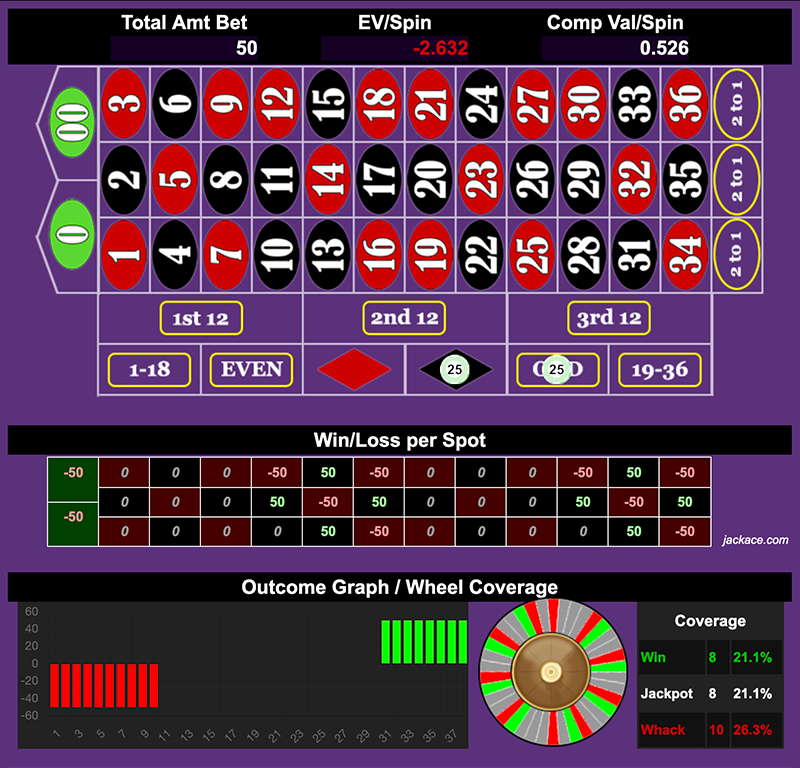 Total Amt Bet EV/Spin Comp Val/Spin
50 -2.632 0.526
00 3 6 9 12 15 18 21 24 27 30 33 36 2 to 1
2 5 8 11 14 17 20 23 26 29 32 35 2 to 1
0 1 4 7 10 13 16 19 22 25 28 31 34 2 to 1
1st 12 2nd 12 3rd 12
1-18 EVEN 25 25 19-36
Win/Loss per Spot
-50 0 0 0 -50 50 -50 0 0 0 -50 50 -50
0 0 0 50 -50 50 0 0 0 50 -50 50
-50 0 0 0 0 50 -50 0 0 0 0 50 -50
jackace.com
Outcome Graph / Wheel Coverage
60
40
20
0
-20
-40
-60
1 3 5 7 9 11 13 15 17 19 21 23 25 27 29 31 33 35 37
Coverage
Win 8 21.1%
Jackpot 8 21.1%
Whack 10 26.3%